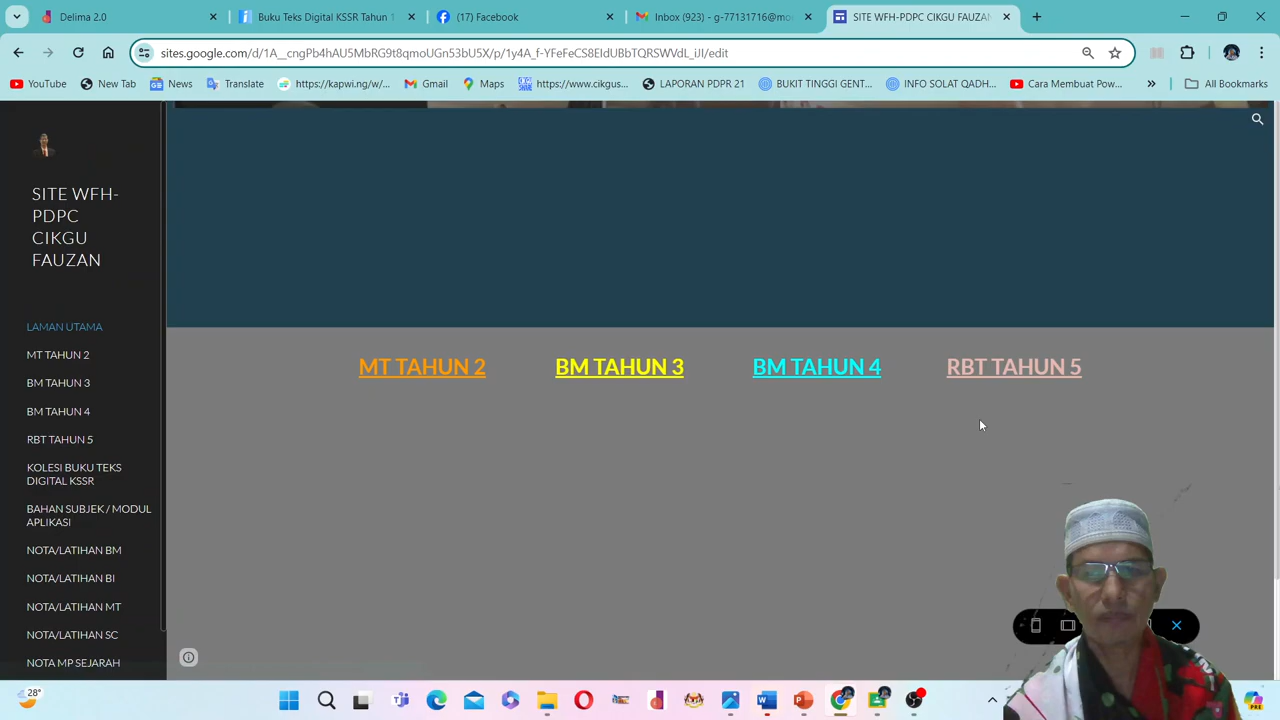 Delima 2.0
Buku Teks Digital KSSR Tahun 1
(17) Facebook
Inbox (923) - g-77131716@mo
SITE WFH-PDPC CIKGU FAUZAN
sites.google.com/d/1A__cngPb4hAU5MbRG9t8qmoUGn53bU5X/p/1y4A_f-YFeFeCS8EIdUBbTQRSWVdL_iJI/edit
YouTube
New Tab
News
Translate
https://kapwi.ng/w/...
Gmail
Maps
https://www.cikgus...
LAPORAN PDPR 21
BUKIT TINGGI GENT...
INFO SOLAT QADH...
Cara Membuat Pow...
All Bookmarks
SITE WFH-
PDPC
CIKGU
FAUZAN
LAMAN UTAMA
MT TAHUN 2
BM TAHUN 3
BM TAHUN 4
RBT TAHUN 5
KOLESI BUKU TEKS
DIGITAL KSSR
BAHAN SUBJEK / MODUL
APLIKASI
NOTA/LATIHAN BM
NOTA/LATIHAN BI
NOTA/LATIHAN MT
NOTA/LATIHAN SC
NOTA MP SEJARAH
MT TAHUN 2
BM TAHUN 3
BM TAHUN 4
RBT TAHUN 5
28°
PRE